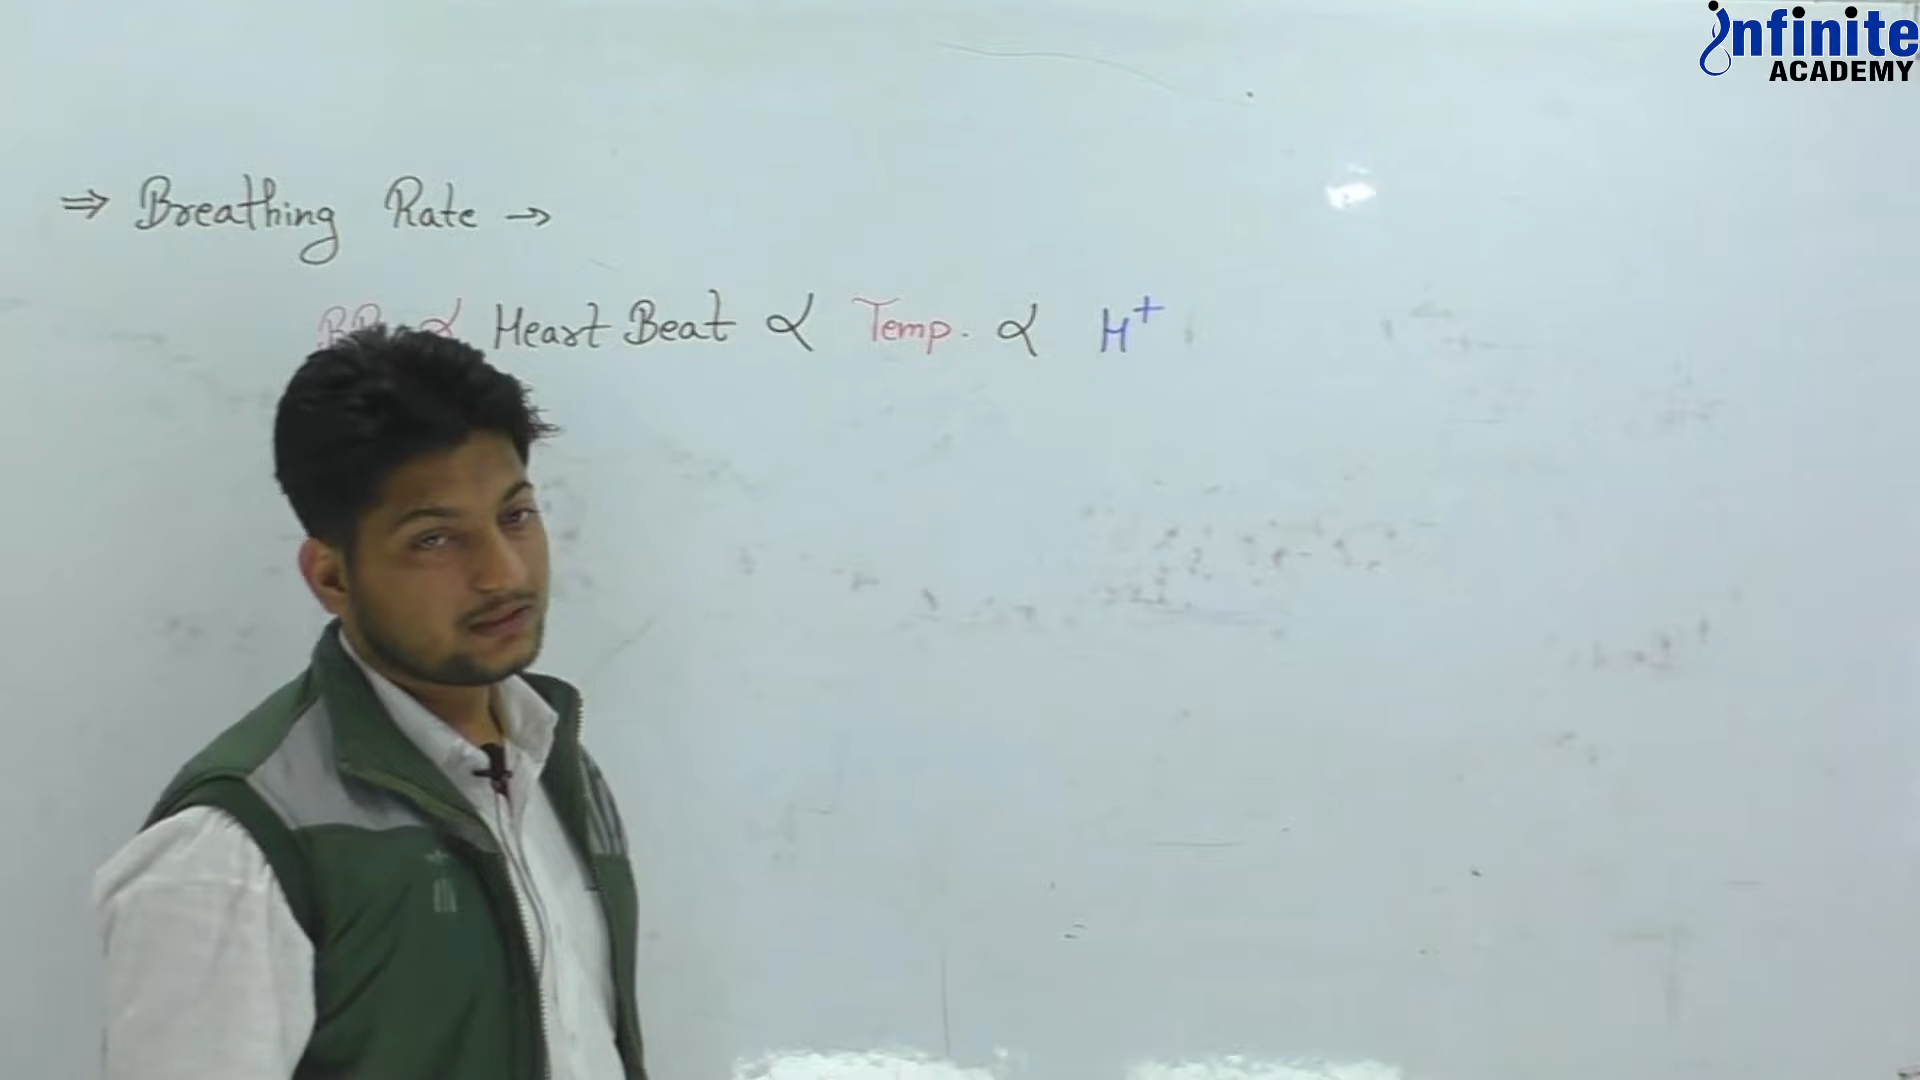 infinite
ACADEMY
⇒ Breathing Rate →
∝ Heart Beat ∝ Temp. ∝ H⁺